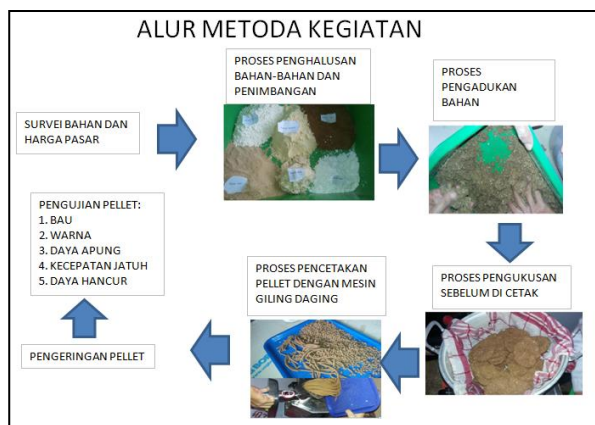 ALUR METODA KEGIATAN
SURVEI BAHAN DAN
HARGA PASAR
PROSES PENGHALUSAN
BAHAN-BAHAN DAN
PENIMBANGAN
PROSES
PENGADUKAN
BAHAN
PROSES PENGUKUSAN
SEBELUM DI CETAK
PROSES PENCETAKAN
PELLET DENGAN MESIN
GILING DAGING
PENGERINGAN PELLET
PENGUJIAN PELLET:
1. BAU
2. WARNA
3. DAYA APUNG
4. KECEPATAN JATUH
5. DAYA HANCUR